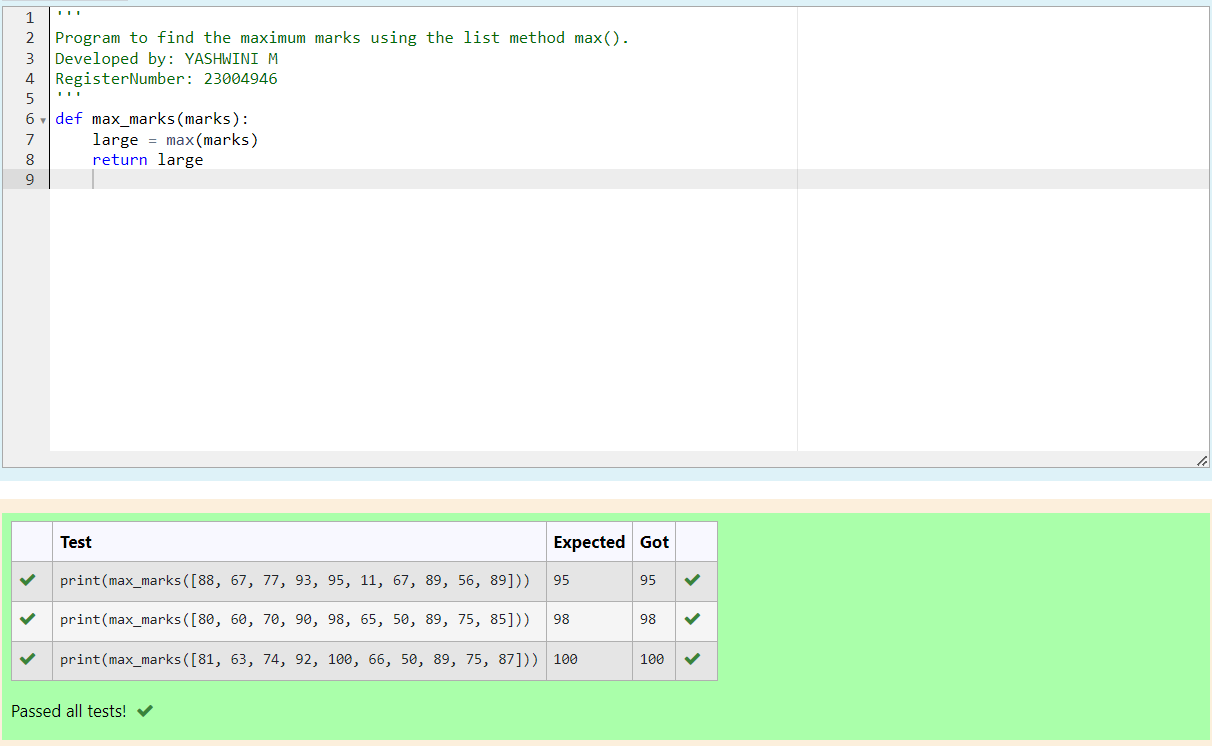 1 '''
2 Program to find the maximum marks using the list method max().
3 Developed by: YASHWINI M
4 RegisterNumber: 23004946
5 '''
6 def max_marks(marks):
7     large = max(marks)
8     return large
9
Test Expected Got
print(max_marks([88, 67, 77, 93, 95, 11, 67, 89, 56, 89])) 95 95
print(max_marks([80, 60, 70, 90, 98, 65, 50, 89, 75, 85])) 98 98
print(max_marks([81, 63, 74, 92, 100, 66, 50, 89, 75, 87])) 100 100
Passed all tests!